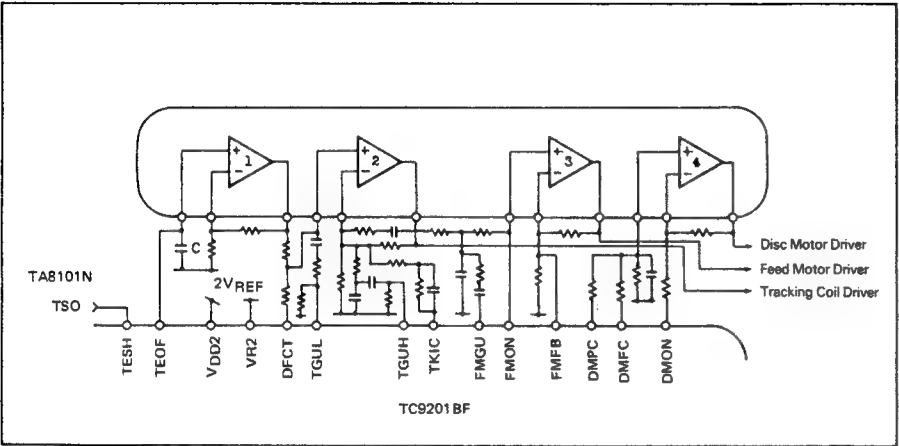 + 1 −
+ 2 −
+ 3 −
+ 4 −
C
Disc Motor Driver
Feed Motor Driver
Tracking Coil Driver
TA8101N
TSO
2VREF
TESH
TEOF
VDD2
VR2
DFCT
TGUL
TGUH
TKIC
FMGU
FMON
FMFB
DMPC
DMFC
DMON
TC9201BF